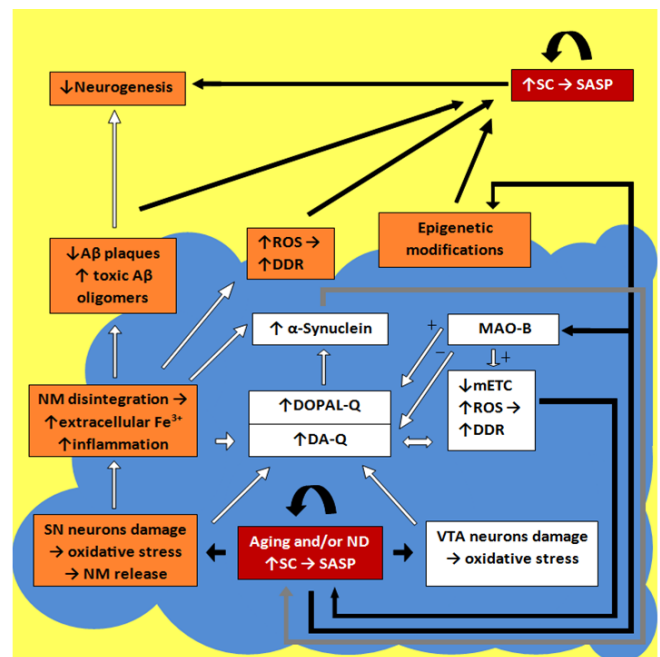 ↑SC → SASP
↓Neurogenesis
Epigenetic
modifications
↑ROS →
↑DDR
↓Aβ plaques
↑ toxic Aβ
oligomers
↑ α-Synuclein
+
MAO-B
−
+
↓mETC
↑ROS →
↑DDR
NM disintegration →
↑extracellular Fe³⁺
↑inflammation
↑DOPAL-Q
↑DA-Q
SN neurons damage
→ oxidative stress
→ NM release
Aging and/or ND
↑SC → SASP
VTA neurons damage
→ oxidative stress